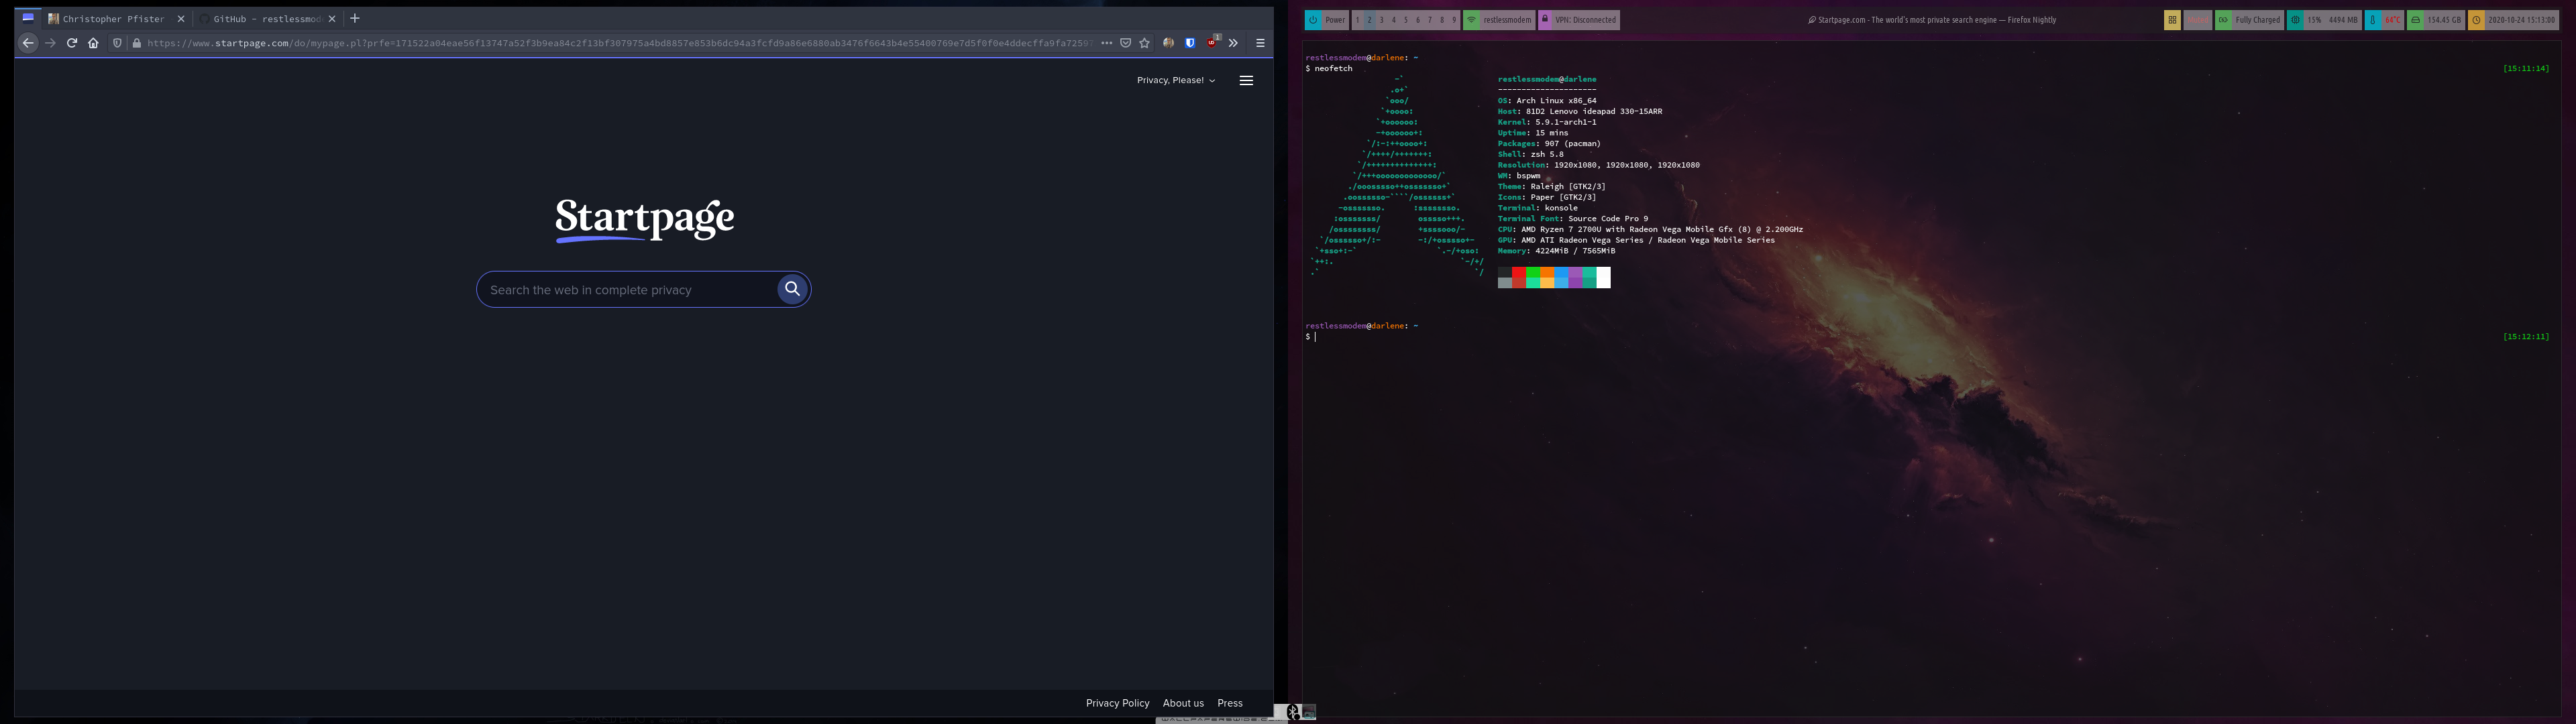 Christopher Pfister
GitHub - restlessmod
https://www.startpage.com/do/mypage.pl?prfe=171522a04eae56f13747a52f3b9ea84c2f13bf307975a4bd8857e853b6dc94a3fcfd9a86e6880ab3476f6643b4e55400769e7d5f0f0e4ddecffa9fa7259
1
Privacy, Please!
Startpage
Search the web in complete privacy
Privacy Policy About us Press
Power 1 2 3 4 5 6 7 8 9 restlessmodem VPN: Disconnected
Startpage.com - The world's most private search engine — Firefox Nightly
Muted Fully Charged 15% 4494 MB 64°C 154.45 GB 2020-10-24 15:13:00
restlessmodem@darlene: ~
$ neofetch [15:11:14]
restlessmodem@darlene
---------------------
OS: Arch Linux x86_64
Host: 81D2 Lenovo ideapad 330-15ARR
Kernel: 5.9.1-arch1-1
Uptime: 15 mins
Packages: 907 (pacman)
Shell: zsh 5.8
Resolution: 1920x1080, 1920x1080, 1920x1080
WM: bspwm
Theme: Raleigh [GTK2/3]
Icons: Paper [GTK2/3]
Terminal: konsole
Terminal Font: Source Code Pro 9
CPU: AMD Ryzen 7 2700U with Radeon Vega Mobile Gfx (8) @ 2.200GHz
GPU: AMD ATI Radeon Vega Series / Radeon Vega Mobile Series
Memory: 4224MiB / 7565MiB
restlessmodem@darlene: ~
$ [15:12:11]